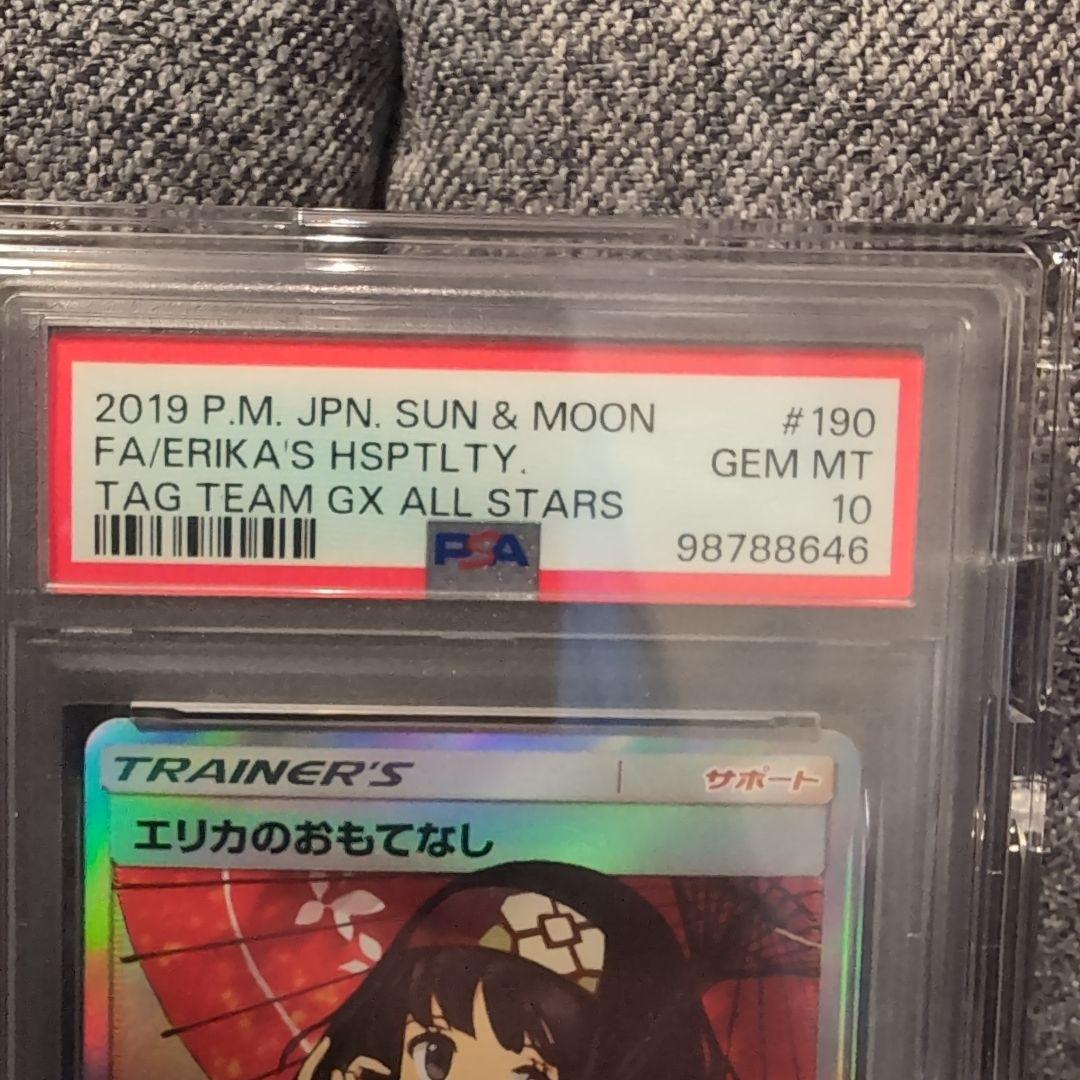 2019 P.M. JPN. SUN & MOON #190
FA/ERIKA'S HSPTLTY. GEM MT
TAG TEAM GX ALL STARS 10
PSA 98788646
TRAINER'S サポート
エリカのおもてなし